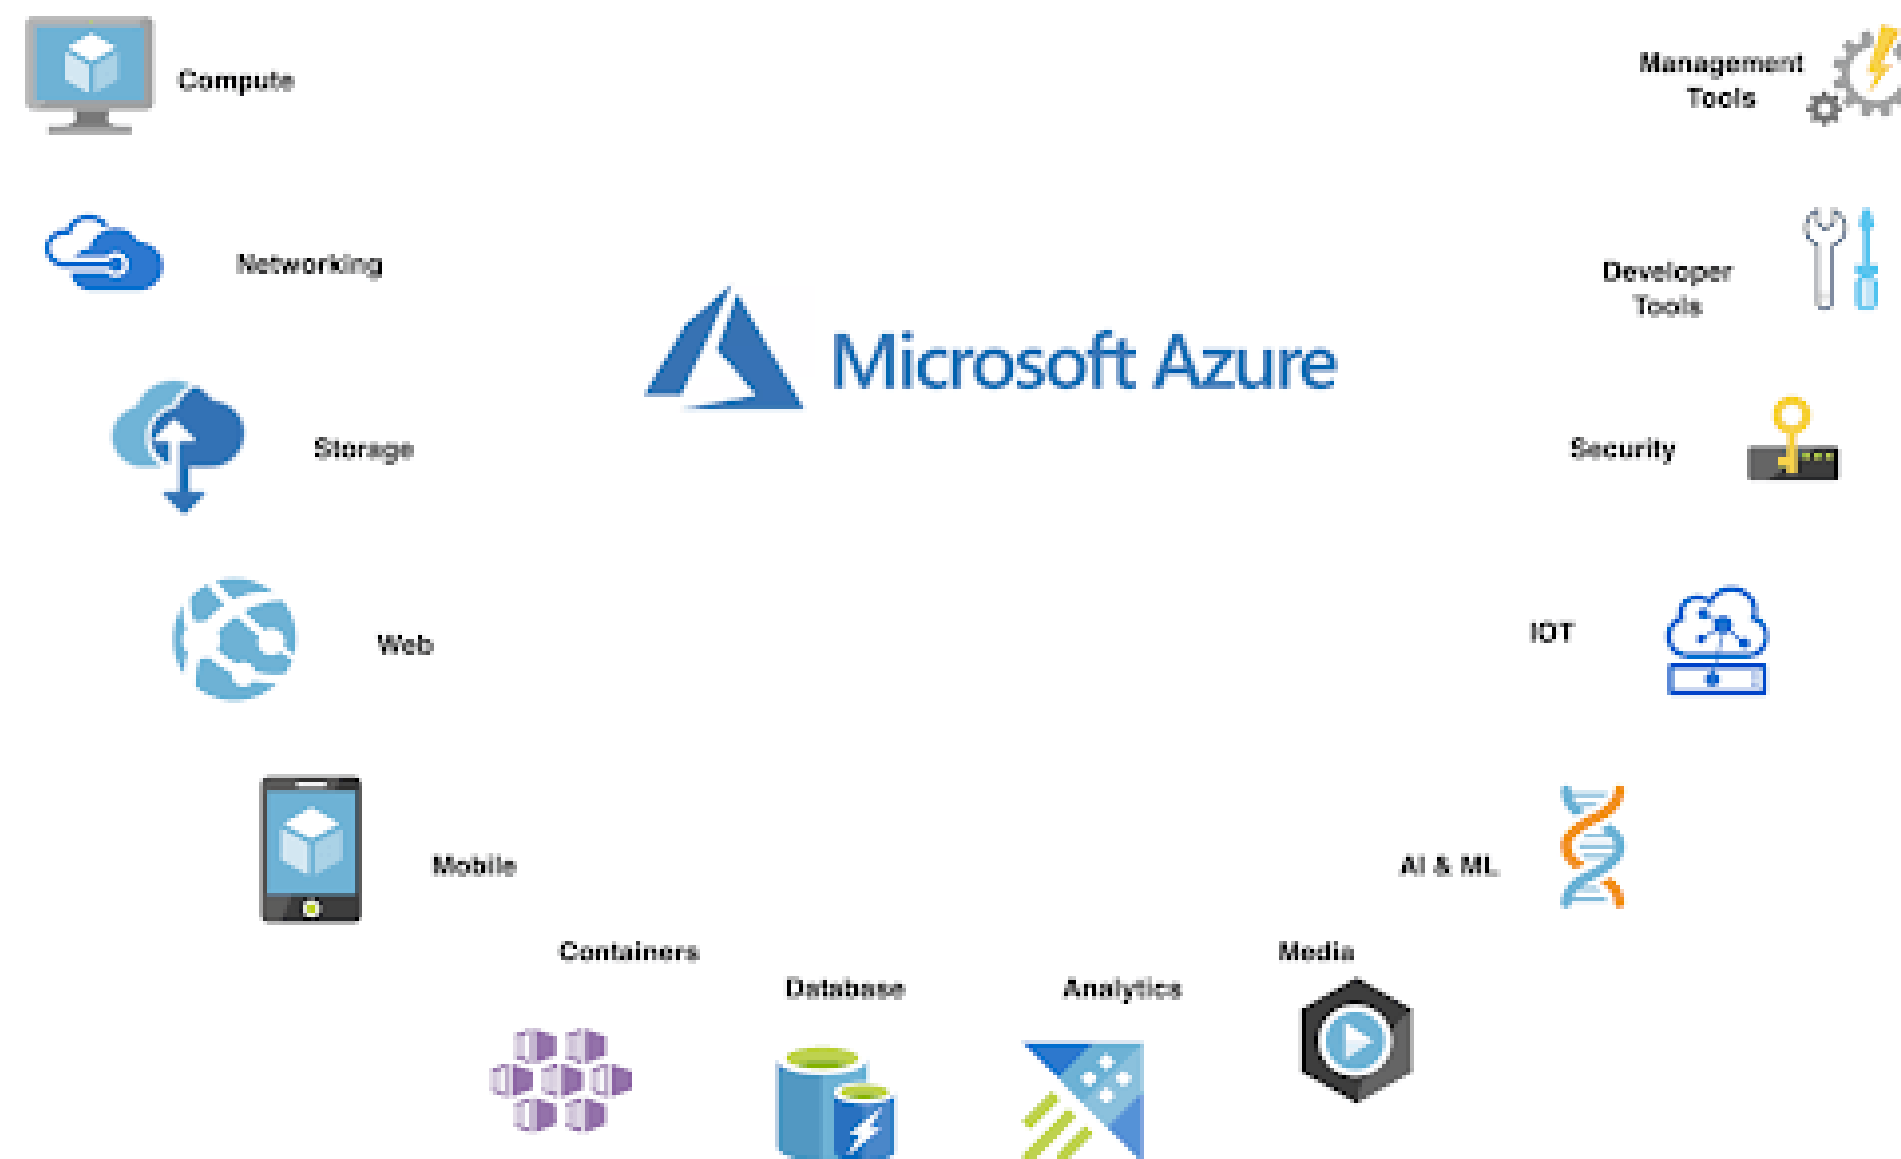 Compute
Management
Tools
Networking
Developer
Tools
Microsoft Azure
Storage
Security
Web
IOT
Mobile
AI & ML
Containers
Media
Database
Analytics